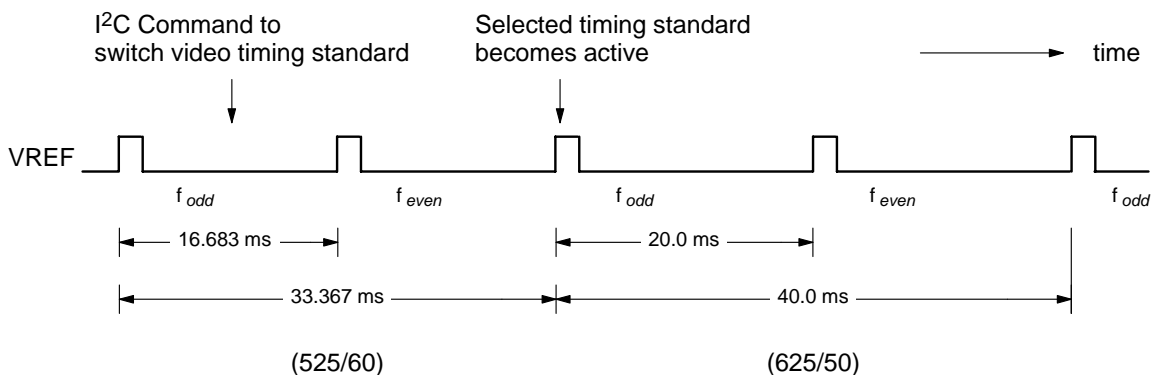 I²C Command to
switch video timing standard
Selected timing standard
becomes active
time
VREF
f odd
f even
f odd
f even
f odd
16.683 ms
20.0 ms
33.367 ms
40.0 ms
(525/60)
(625/50)